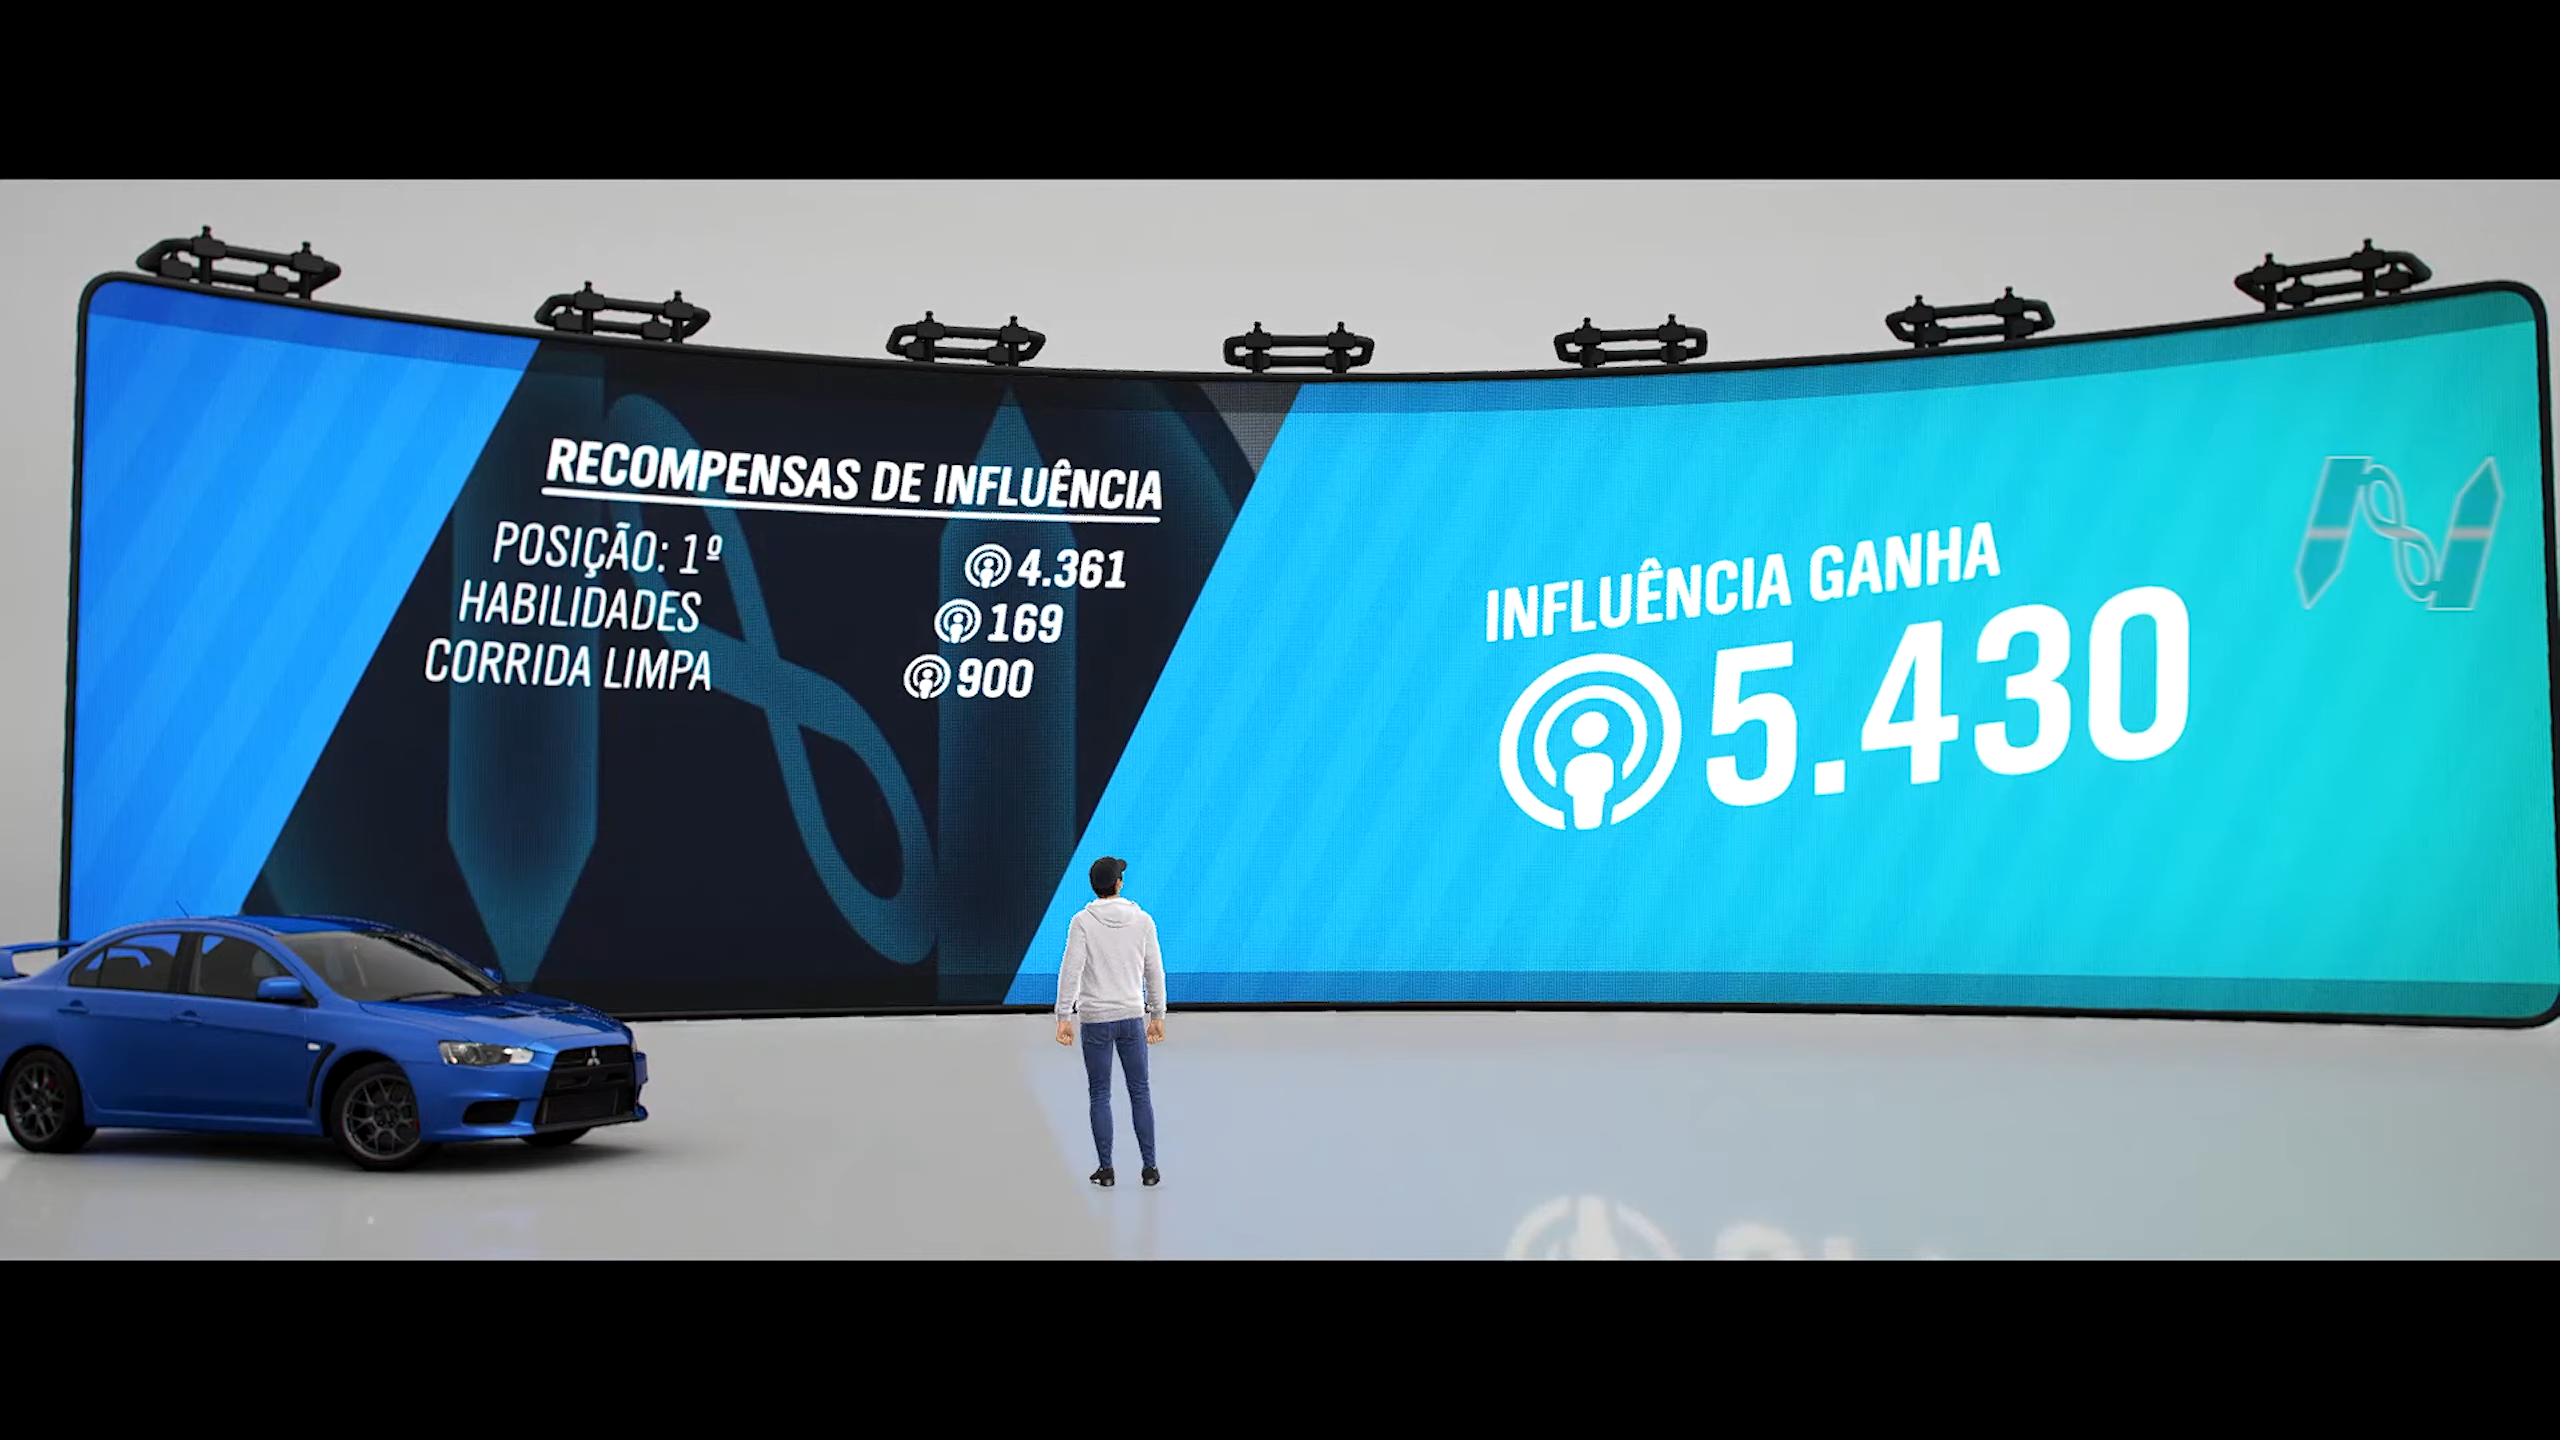 RECOMPENSAS DE INFLUÊNCIA
POSIÇÃO: 1º 4.361
HABILIDADES 169
CORRIDA LIMPA 900
INFLUÊNCIA GANHA
5.430